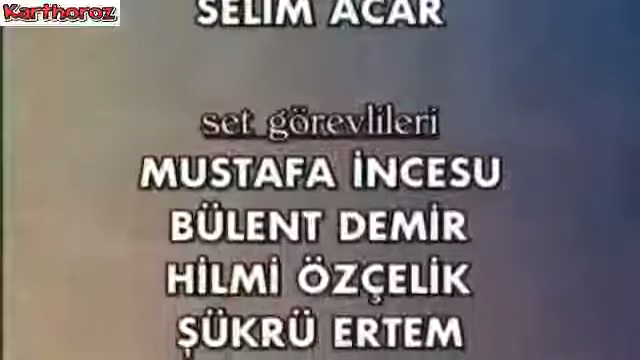 Karthoroz
SELİM ACAR
set görevlileri
MUSTAFA İNCESU
BÜLENT DEMİR
HİLMİ ÖZÇELİK
ŞÜKRÜ ERTEM